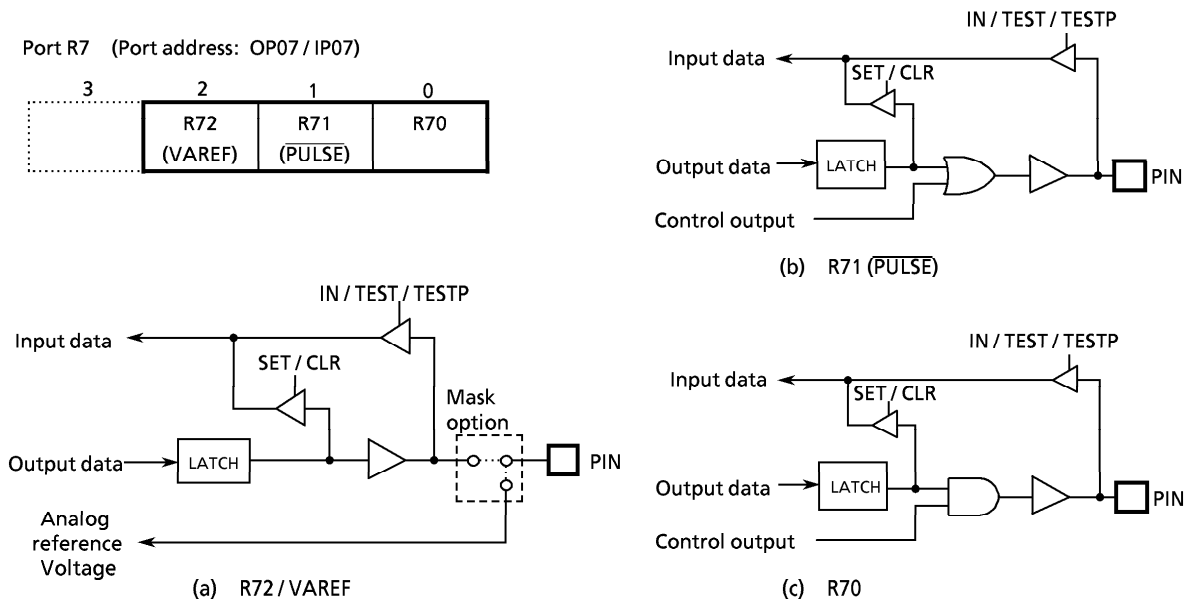 Port R7 (Port address: OP07 / IP07)
3 2 1 0
R72 R71 R70
(VAREF) (PULSE)
IN / TEST / TESTP
Input data
SET / CLR
Mask
option
Output data
LATCH
PIN
Analog
reference
Voltage
(a) R72 / VAREF
IN / TEST / TESTP
Input data
SET / CLR
Output data
LATCH
PIN
Control output
(b) R71 (PULSE)
IN / TEST / TESTP
Input data
SET / CLR
Output data
LATCH
PIN
Control output
(c) R70